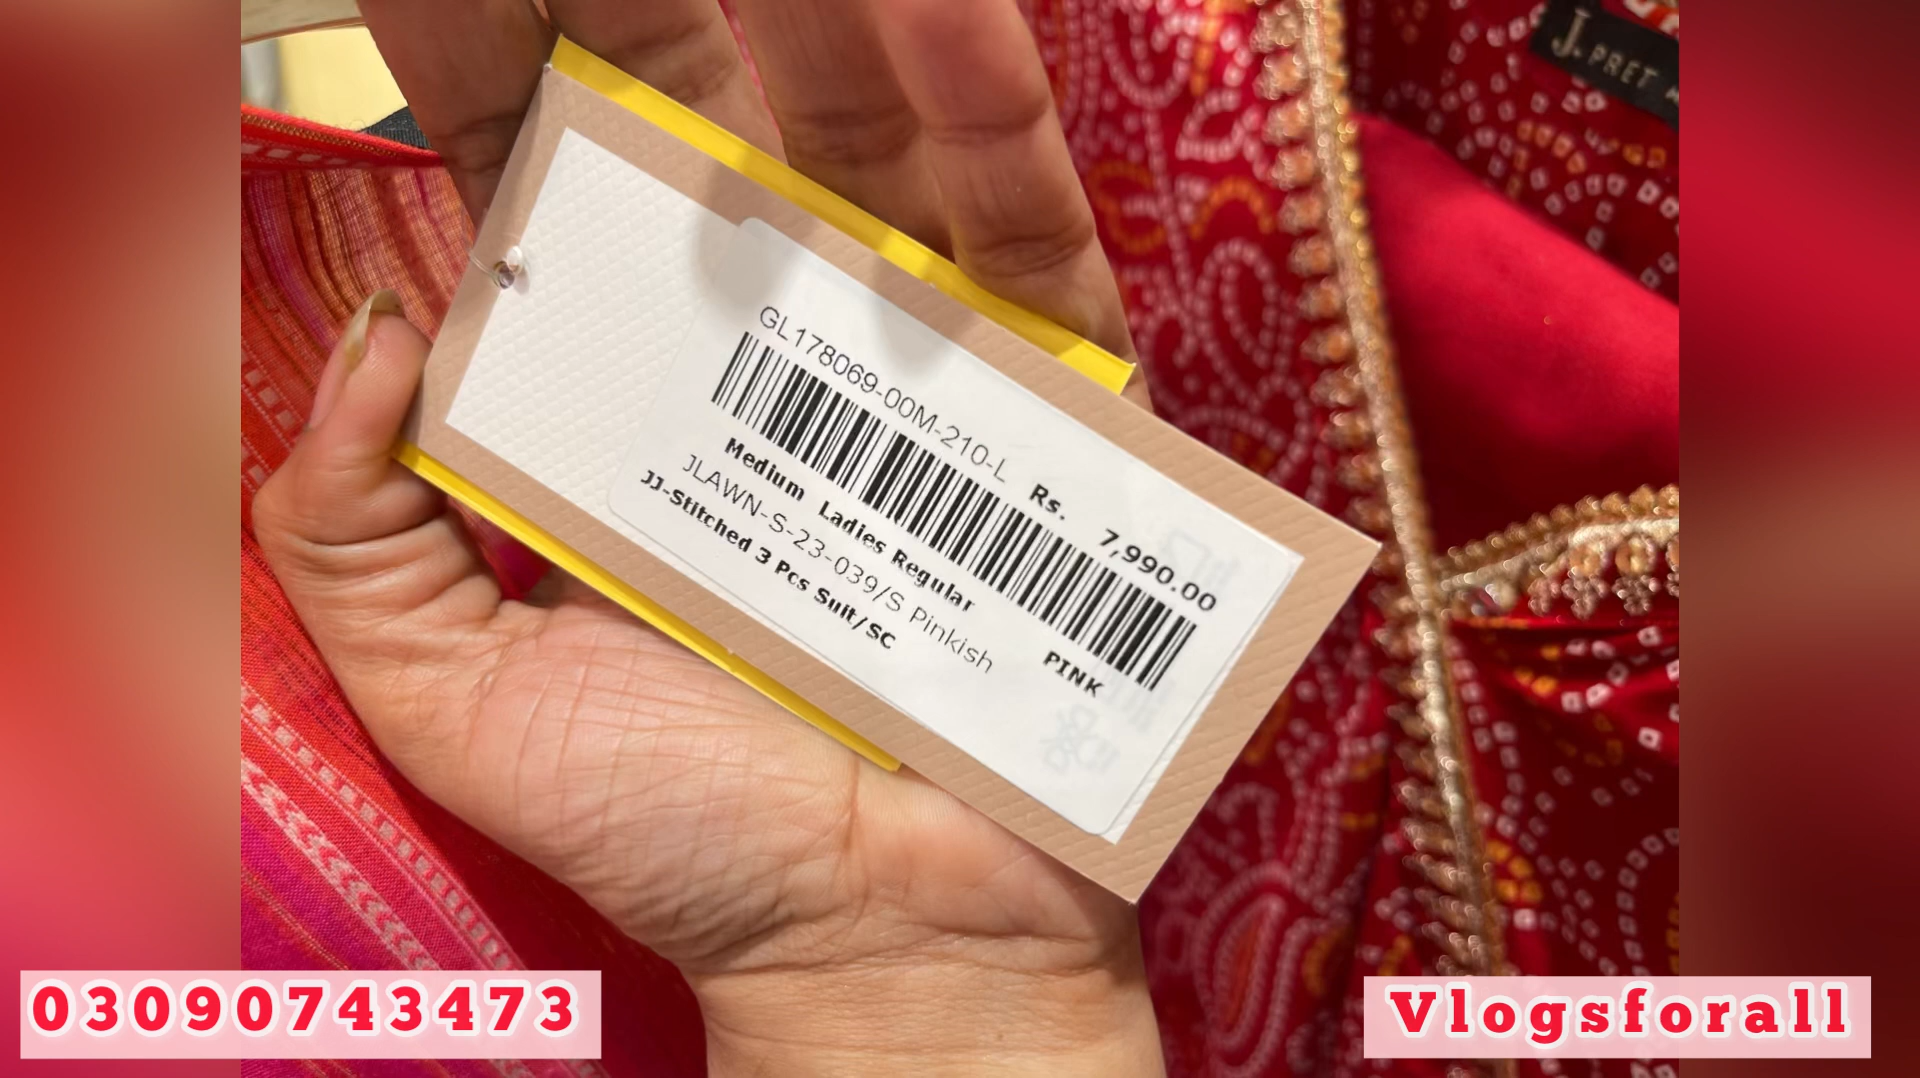 J. PRET
GL178069-00M-210-L Rs. 7,990.00
Medium Ladies Regular PINK
JLAWN-S-23-039/S Pinkish
JJ-Stitched 3 Pcs Suit/SC
03090743473
Vlogsforall